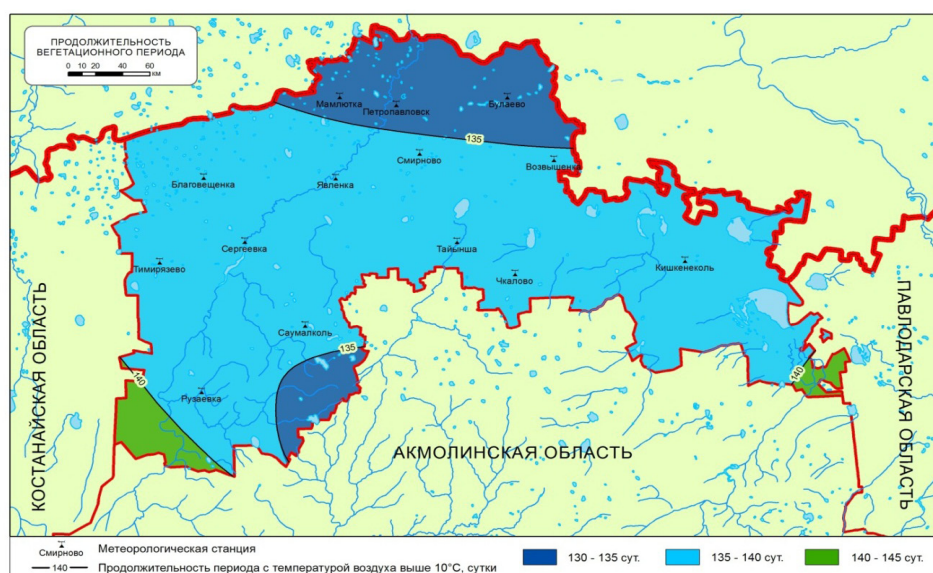 ПРОДОЛЖИТЕЛЬНОСТЬ
ВЕГЕТАЦИОННОГО ПЕРИОДА
0 10 20 40 60
км
Мамлютка
Петропавловск
Булаево
135
Смирново
Возвышенка
Благовещенка
Явленка
Сергеевка
Тайынша
Тимирязево
Чкалово
Кишкенеколь
Саумалколь
135
140
140
Рузаевка
КОСТАНАЙСКАЯ ОБЛАСТЬ
АКМОЛИНСКАЯ ОБЛАСТЬ
ПАВЛОДАРСКАЯ ОБЛАСТЬ
Смирново Метеорологическая станция
140 Продолжительность периода с температурой воздуха выше 10°С, сутки
130 - 135 сут.
135 - 140 сут.
140 - 145 сут.